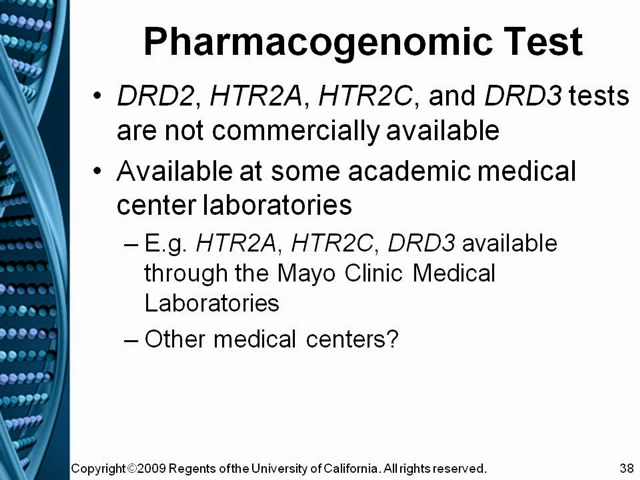 Pharmacogenomic Test
• DRD2, HTR2A, HTR2C, and DRD3 tests
are not commercially available
• Available at some academic medical
center laboratories
– E.g. HTR2A, HTR2C, DRD3 available
through the Mayo Clinic Medical
Laboratories
– Other medical centers?
Copyright ©2009 Regents of the University of California. All rights reserved. 38